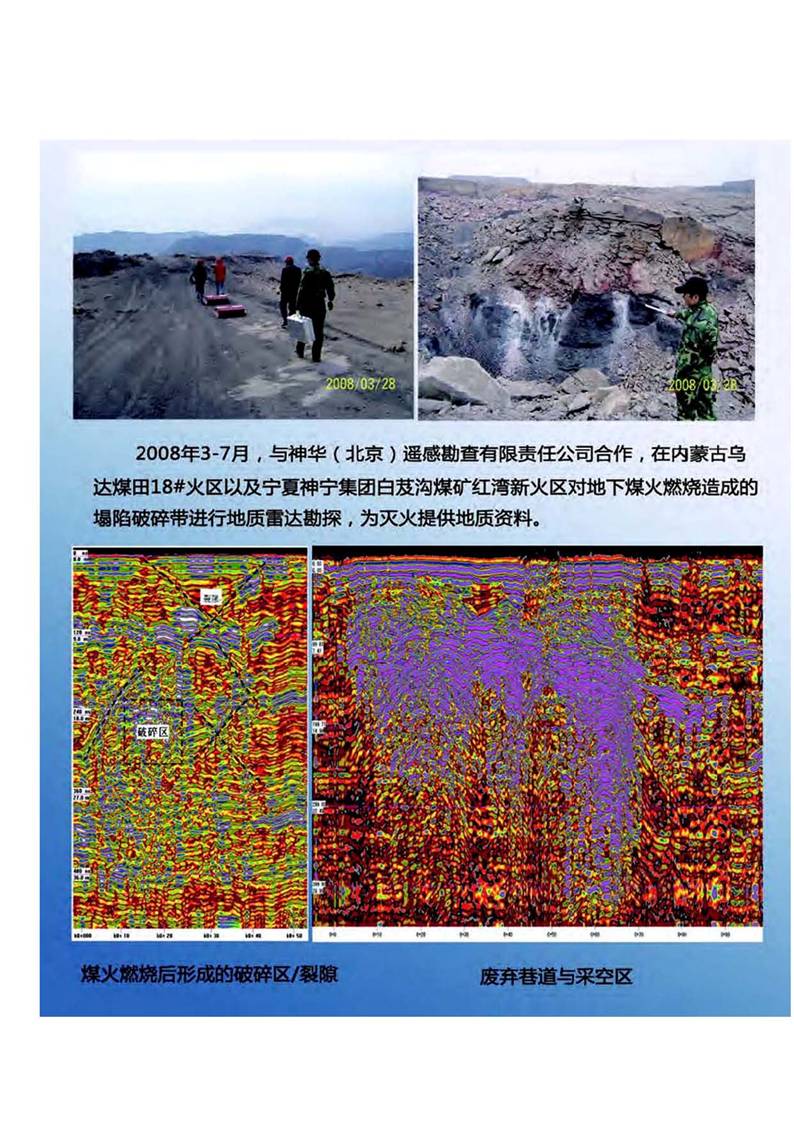 2008/03/28
2008/03/28
2008年3-7月，与神华（北京）遥感勘查有限责任公司合作，在内蒙古乌
达煤田18#火区以及宁夏神宁集团白芨沟煤矿红湾新火区对地下煤火燃烧造成的
塌陷破碎带进行地质雷达勘探，为灭火提供地质资料。
裂隙
破碎区
煤火燃烧后形成的破碎区/裂隙
废弃巷道与采空区